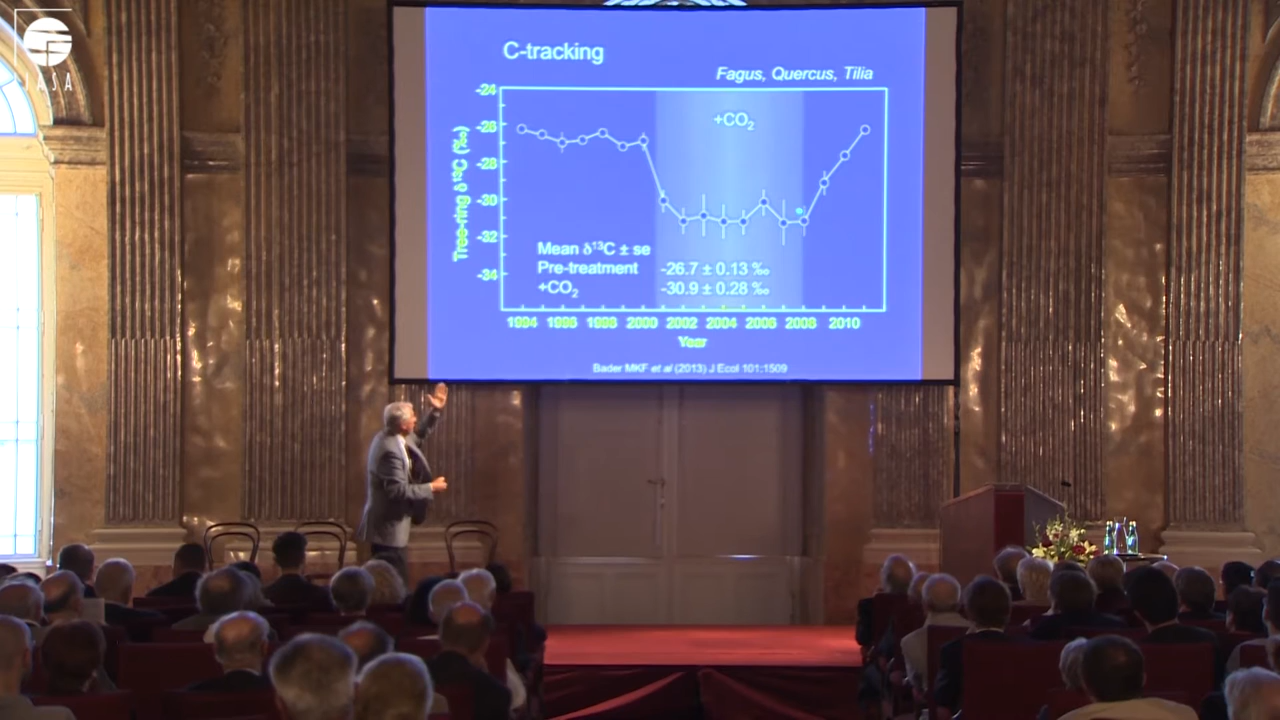 IASA
C-tracking
Fagus, Quercus, Tilia
-24
-26
-28
-30
-32
-34
Tree-ring δ¹³C (‰)
+CO₂
Mean δ¹³C ± se
Pre-treatment -26.7 ± 0.13 ‰
+CO₂ -30.9 ± 0.28 ‰
1994 1996 1998 2000 2002 2004 2006 2008 2010
Year
Bader MKF et al (2013) J Ecol 101:1509